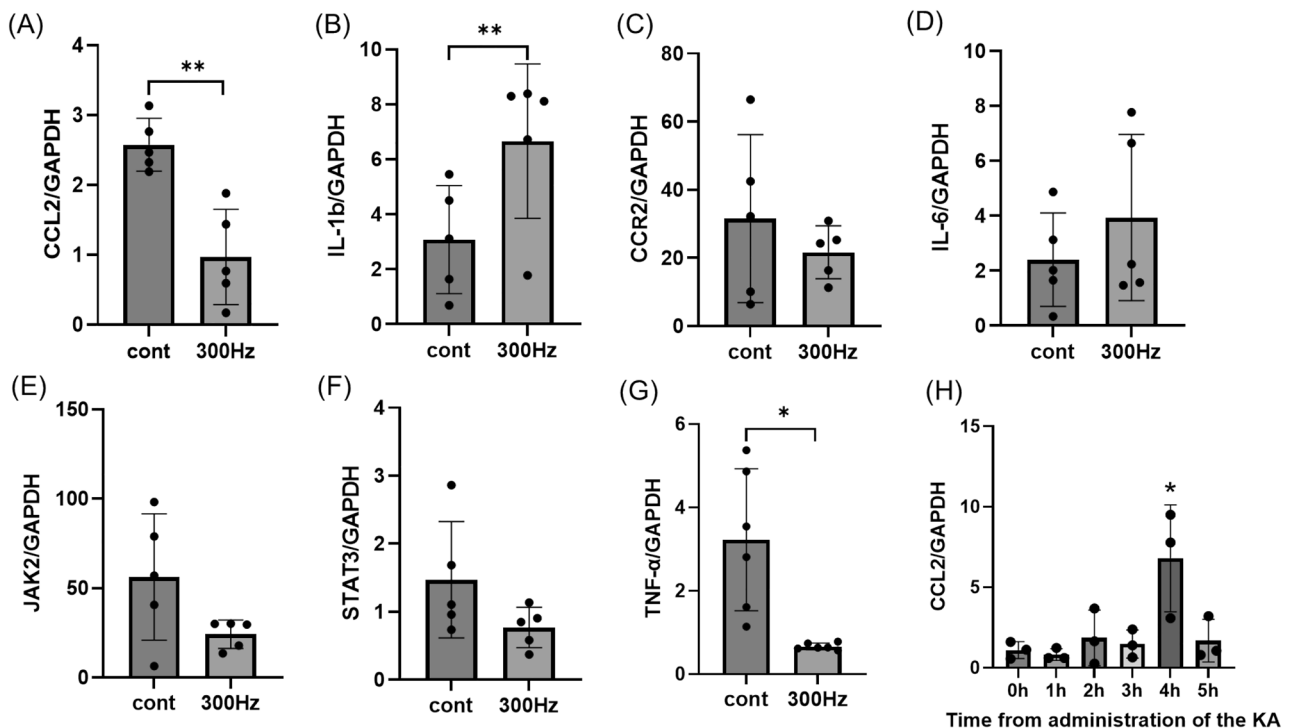 (A)
CCL2/GAPDH
4
3
2
1
0
**
cont 300Hz
(B)
IL-1b/GAPDH
10
8
6
4
2
0
**
cont 300Hz
(C)
CCR2/GAPDH
80
60
40
20
0
cont 300Hz
(D)
IL-6/GAPDH
10
8
6
4
2
0
cont 300Hz
(E)
JAK2/GAPDH
150
100
50
0
cont 300Hz
(F)
STAT3/GAPDH
4
3
2
1
0
cont 300Hz
(G)
TNF-α/GAPDH
6
4
2
0
*
cont 300Hz
(H)
CCL2/GAPDH
15
10
5
0
*
0h 1h 2h 3h 4h 5h
Time from administration of the KA